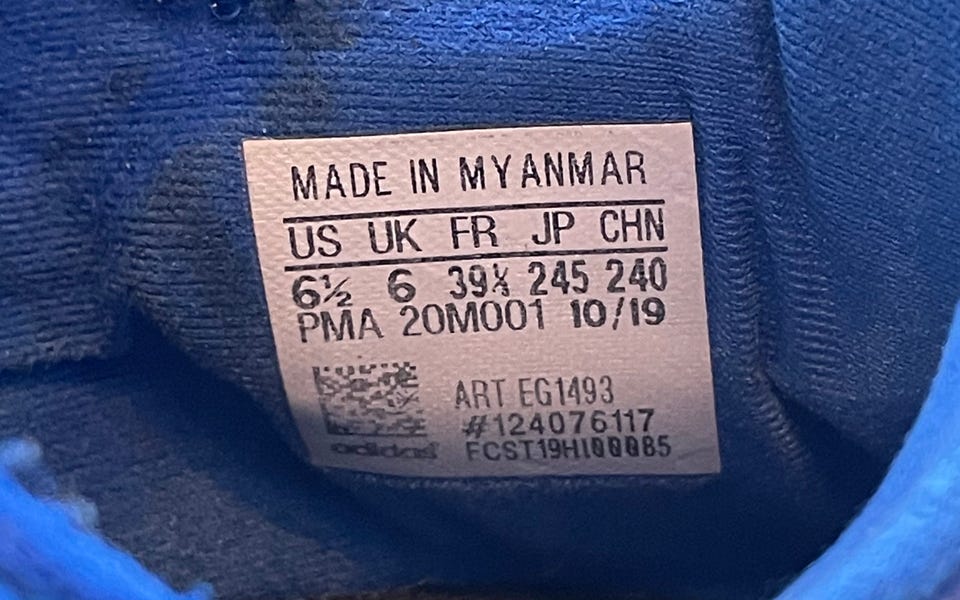 MADE IN MYANMAR
US UK FR JP CHN
6½ 6 39⅓ 245 240
PMA 20M001 10/19
ART EG1493
#124076117
adidas